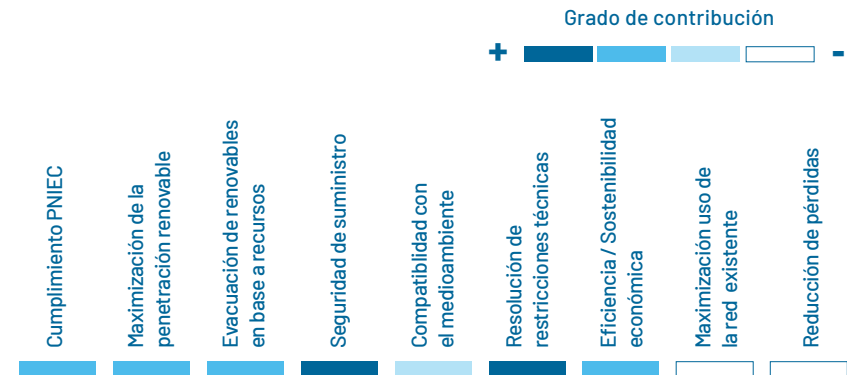 Grado de contribución
+ -
Cumplimiento PNIEC
Maximización de la
penetración renovable
Evacuación de renovables
en base a recursos
Seguridad de suministro
Compatiblidad con
el medioambiente
Resolución de
restricciones técnicas
Eficiencia / Sostenibilidad
económica
Maximización uso de
la red existente
Reducción de pérdidas